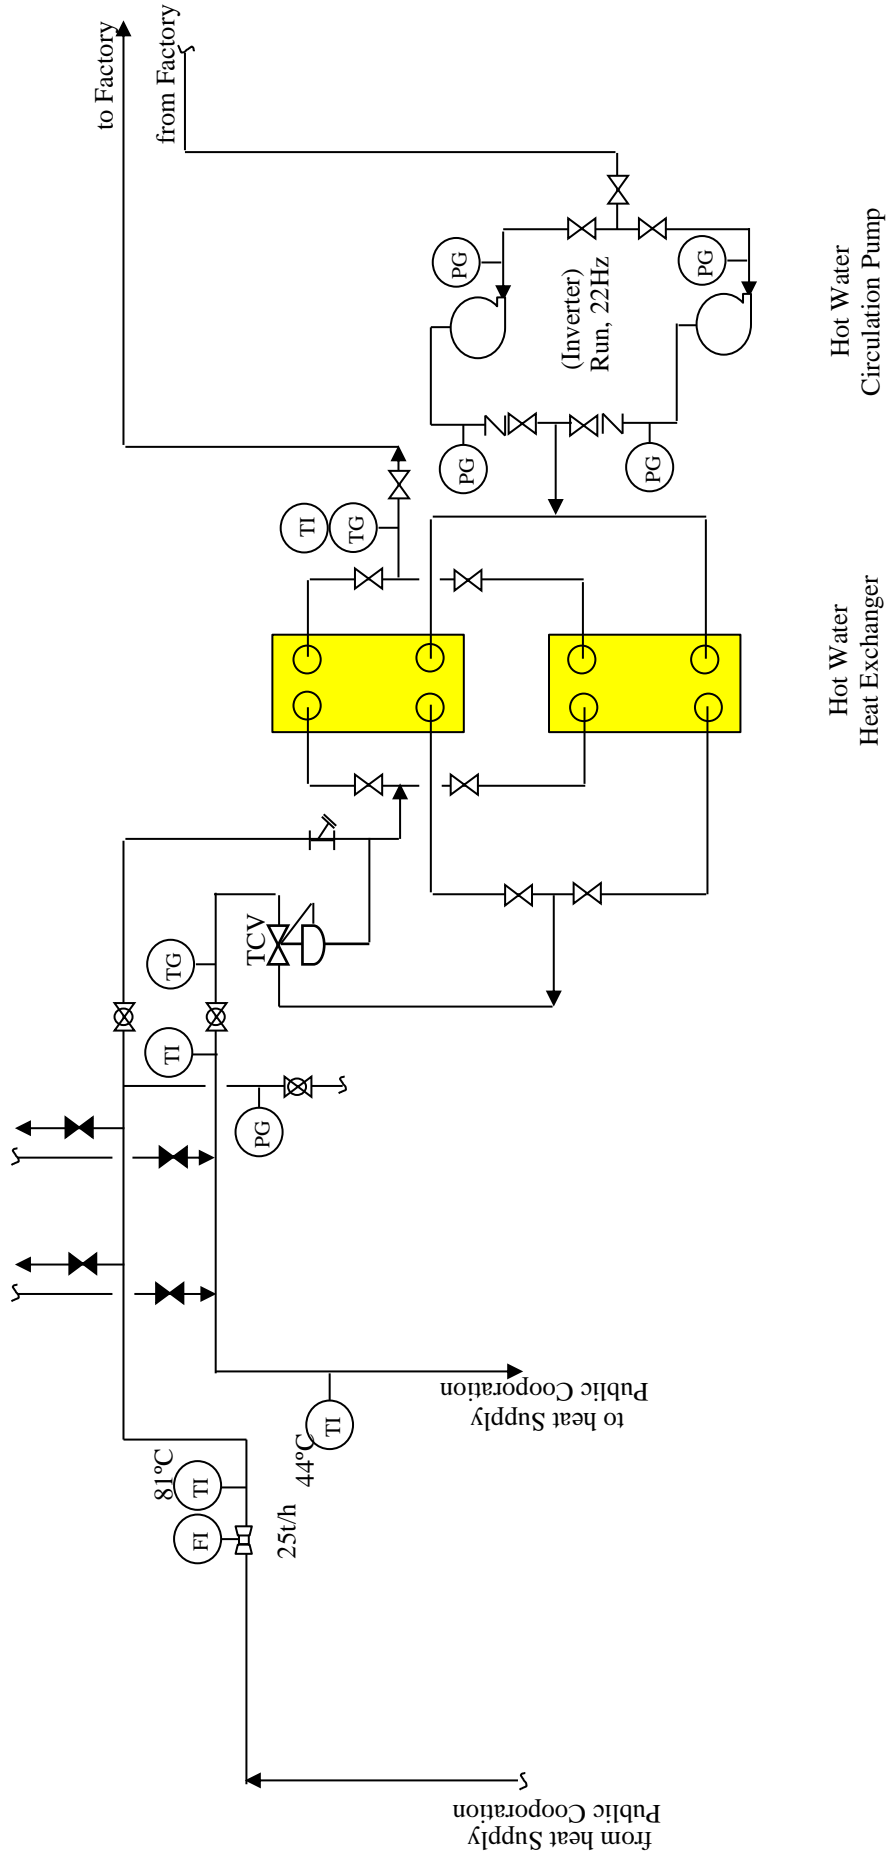 to Factory
from Factory
PG
PG
(Inverter)
Run, 22Hz
Hot Water
Circulation Pump
PG
PG
TI
TG
Hot Water
Heat Exchanger
TCV
TG
TI
PG
to heat Supply
Public Cooporation
TI
44ºC
81ºC
TI
FI
25t/h
from heat Supply
Public Cooporation